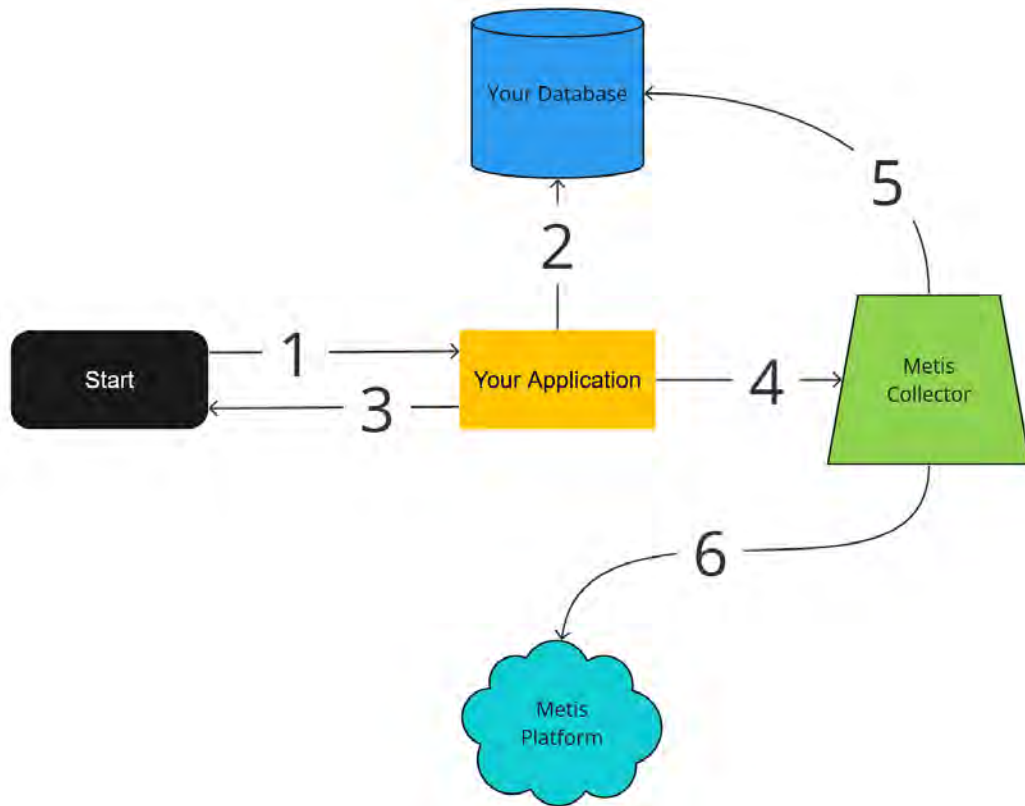 Your Database
5
2
1
Start
Your Application
4
Metis
Collector
3
6
Metis
Platform